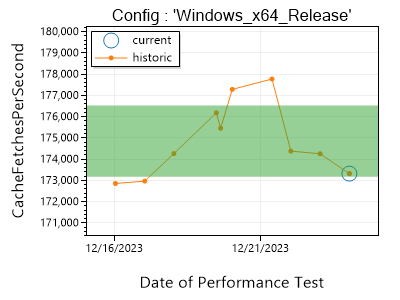 Config : 'Windows_x64_Release'
current
historic
CacheFetchesPerSecond
180,000
179,000
178,000
177,000
176,000
175,000
174,000
173,000
172,000
171,000
12/16/2023
12/21/2023
Date of Performance Test